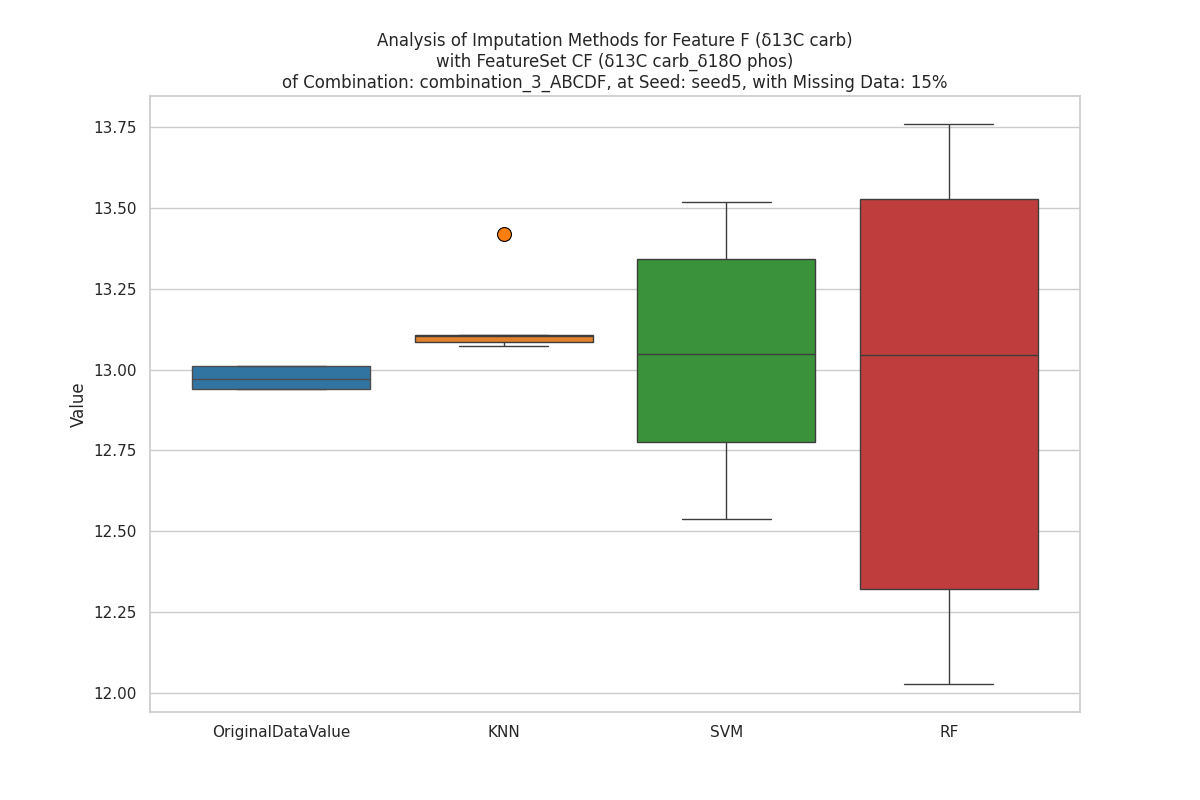 Analysis of Imputation Methods for Feature F (δ13C carb)
with FeatureSet CF (δ13C carb_δ18O phos)
of Combination: combination_3_ABCDF, at Seed: seed5, with Missing Data: 15%
Value
13.75
13.50
13.25
13.00
12.75
12.50
12.25
12.00
OriginalDataValue
KNN
SVM
RF